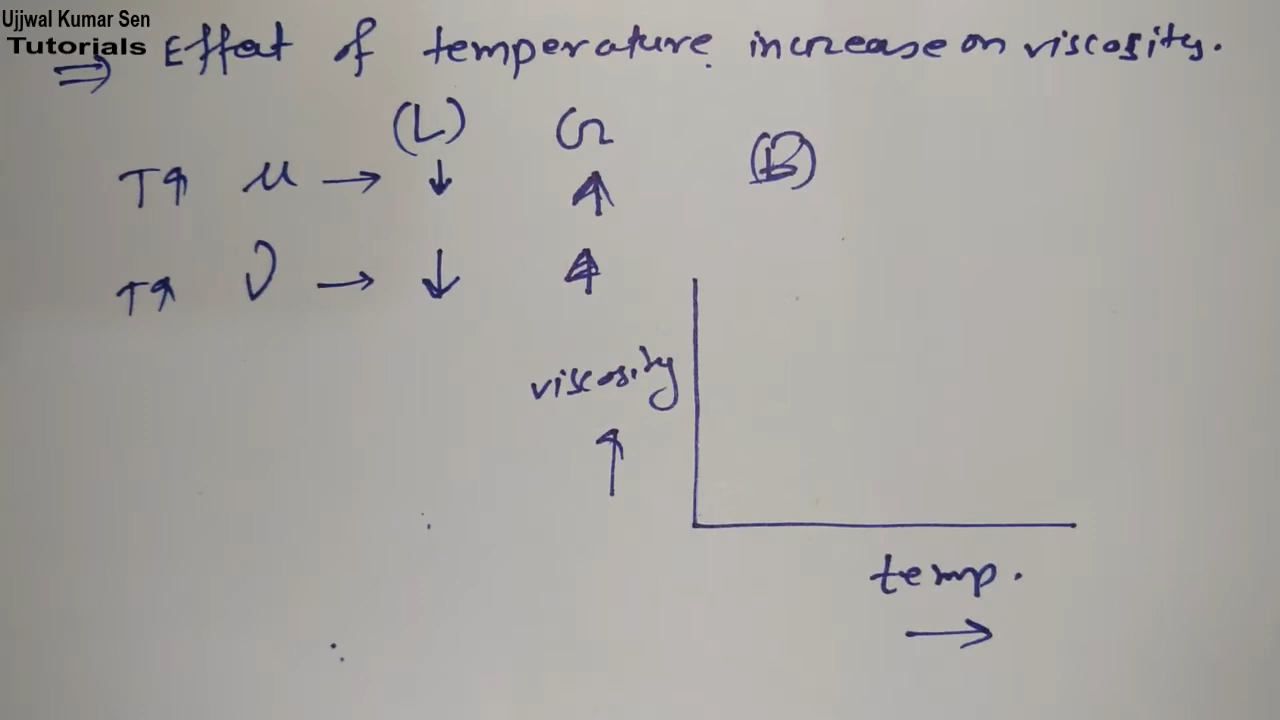 Ujjwal Kumar Sen
Tutorials
⇒ Effect of temperature increase on viscosity.
(L) G
T↑ μ → ↓ ↑
T↑ ν → ↓ ↑
viscosity
↑
temp.
→